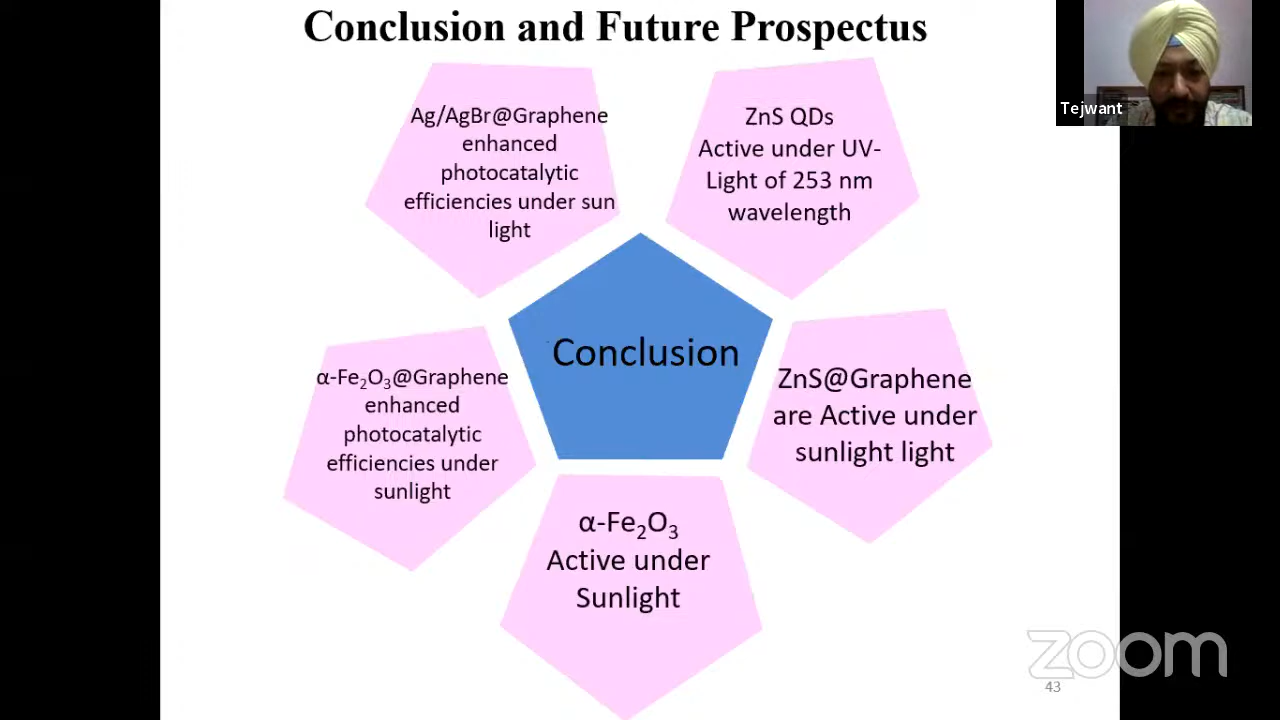 Conclusion and Future Prospectus
Tejwant
Ag/AgBr@Graphene
enhanced
photocatalytic
efficiencies under sun
light
ZnS QDs
Active under UV-
Light of 253 nm
wavelength
Conclusion
α-Fe₂O₃@Graphene
enhanced
photocatalytic
efficiencies under
sunlight
ZnS@Graphene
are Active under
sunlight light
α-Fe₂O₃
Active under
Sunlight
zoom
43